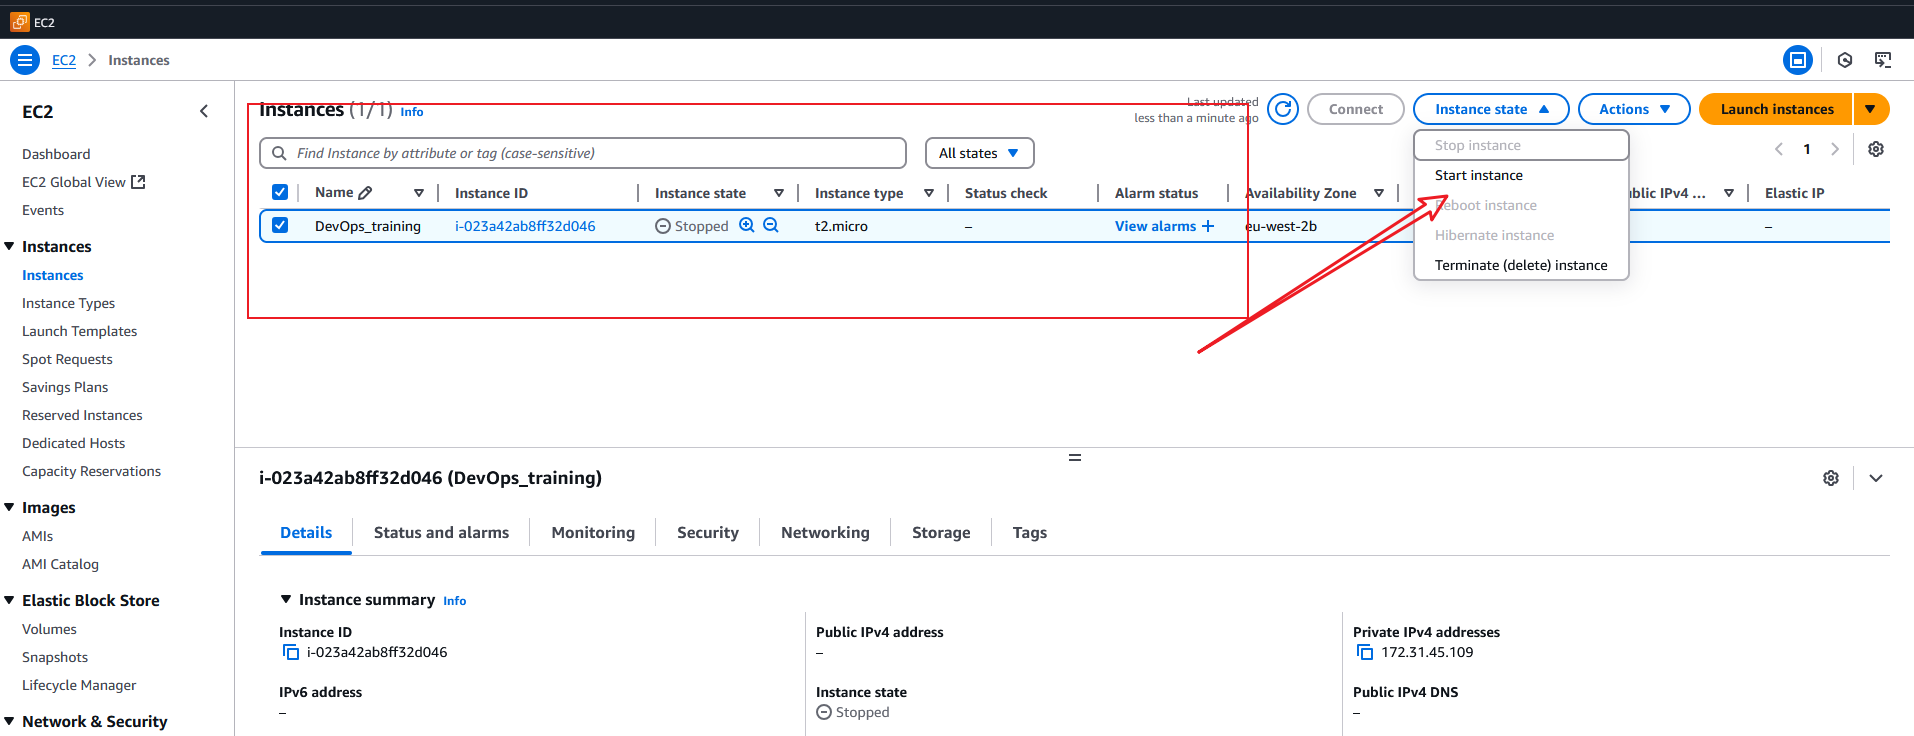 EC2
EC2 > Instances
EC2
Dashboard
EC2 Global View
Events
Instances
Instances
Instance Types
Launch Templates
Spot Requests
Savings Plans
Reserved Instances
Dedicated Hosts
Capacity Reservations
Images
AMIs
AMI Catalog
Elastic Block Store
Volumes
Snapshots
Lifecycle Manager
Network & Security
Instances (1/1) Info
Last updated
less than a minute ago
Connect
Instance state
Actions
Launch instances
Find Instance by attribute or tag (case-sensitive)
All states
Stop instance
Start instance
Reboot instance
Hibernate instance
Terminate (delete) instance
1
Name Instance ID Instance state Instance type Status check Alarm status Availability Zone blic IPv4 ... Elastic IP
DevOps_training i-023a42ab8ff32d046 Stopped t2.micro – View alarms + eu-west-2b –
i-023a42ab8ff32d046 (DevOps_training)
Details Status and alarms Monitoring Security Networking Storage Tags
Instance summary Info
Instance ID
i-023a42ab8ff32d046
Public IPv4 address
–
Private IPv4 addresses
172.31.45.109
IPv6 address
–
Instance state
Stopped
Public IPv4 DNS
–